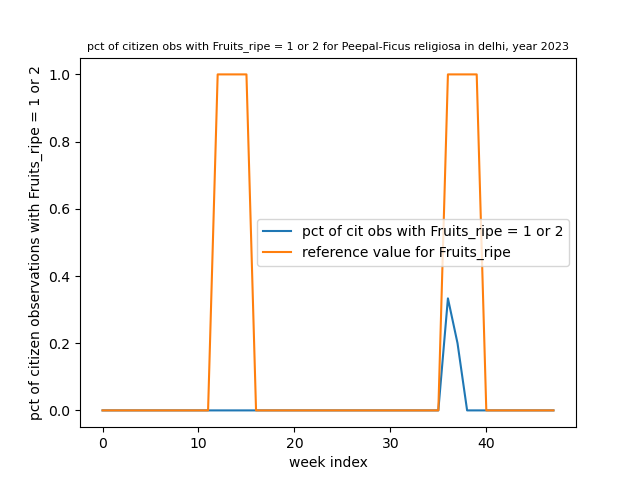 pct of citizen obs with Fruits_ripe = 1 or 2 for Peepal-Ficus religiosa in delhi, year 2023
pct of citizen observations with Fruits_ripe = 1 or 2
1.0
0.8
0.6
0.4
0.2
0.0
pct of cit obs with Fruits_ripe = 1 or 2
reference value for Fruits_ripe
0
10
20
30
40
week index